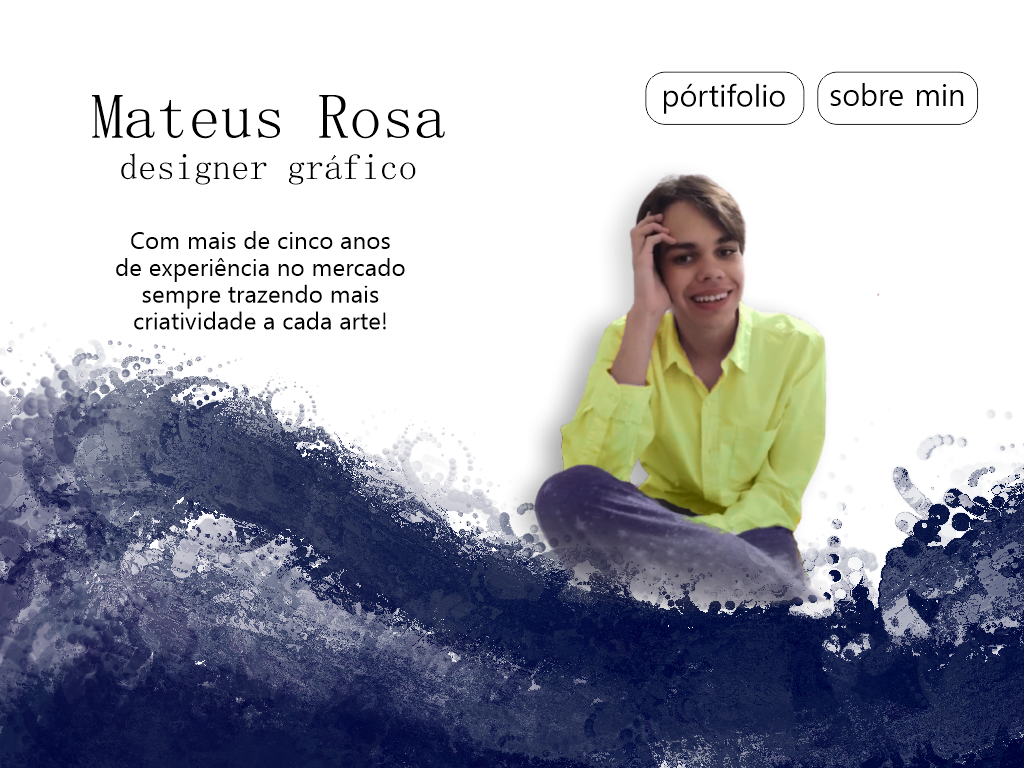 Mateus Rosa
designer gráfico
pórtifolio
sobre min
Com mais de cinco anos
de experiência no mercado
sempre trazendo mais
criatividade a cada arte!